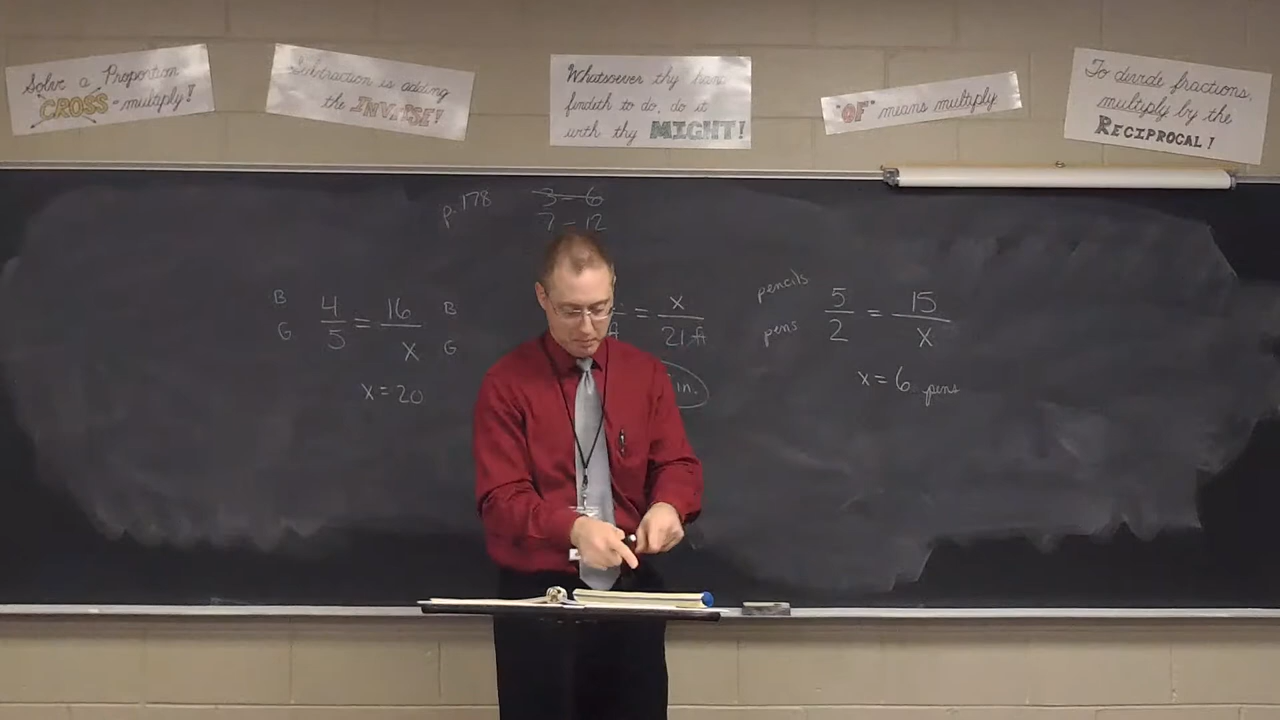 Solve a Proportion
CROSS-multiply!
Subtraction is adding
the INVERSE!
Whatsoever thy hand
findeth to do, do it
with thy MIGHT!
"OF" means multiply
To divide fractions,
multiply by the
RECIPROCAL!
p. 178
3-6
7-12
B 4/5 = 16/x B
G G
x = 20
= x/21 ft
in.
pencils 5/2 = 15/x
pens
x = 6 pens